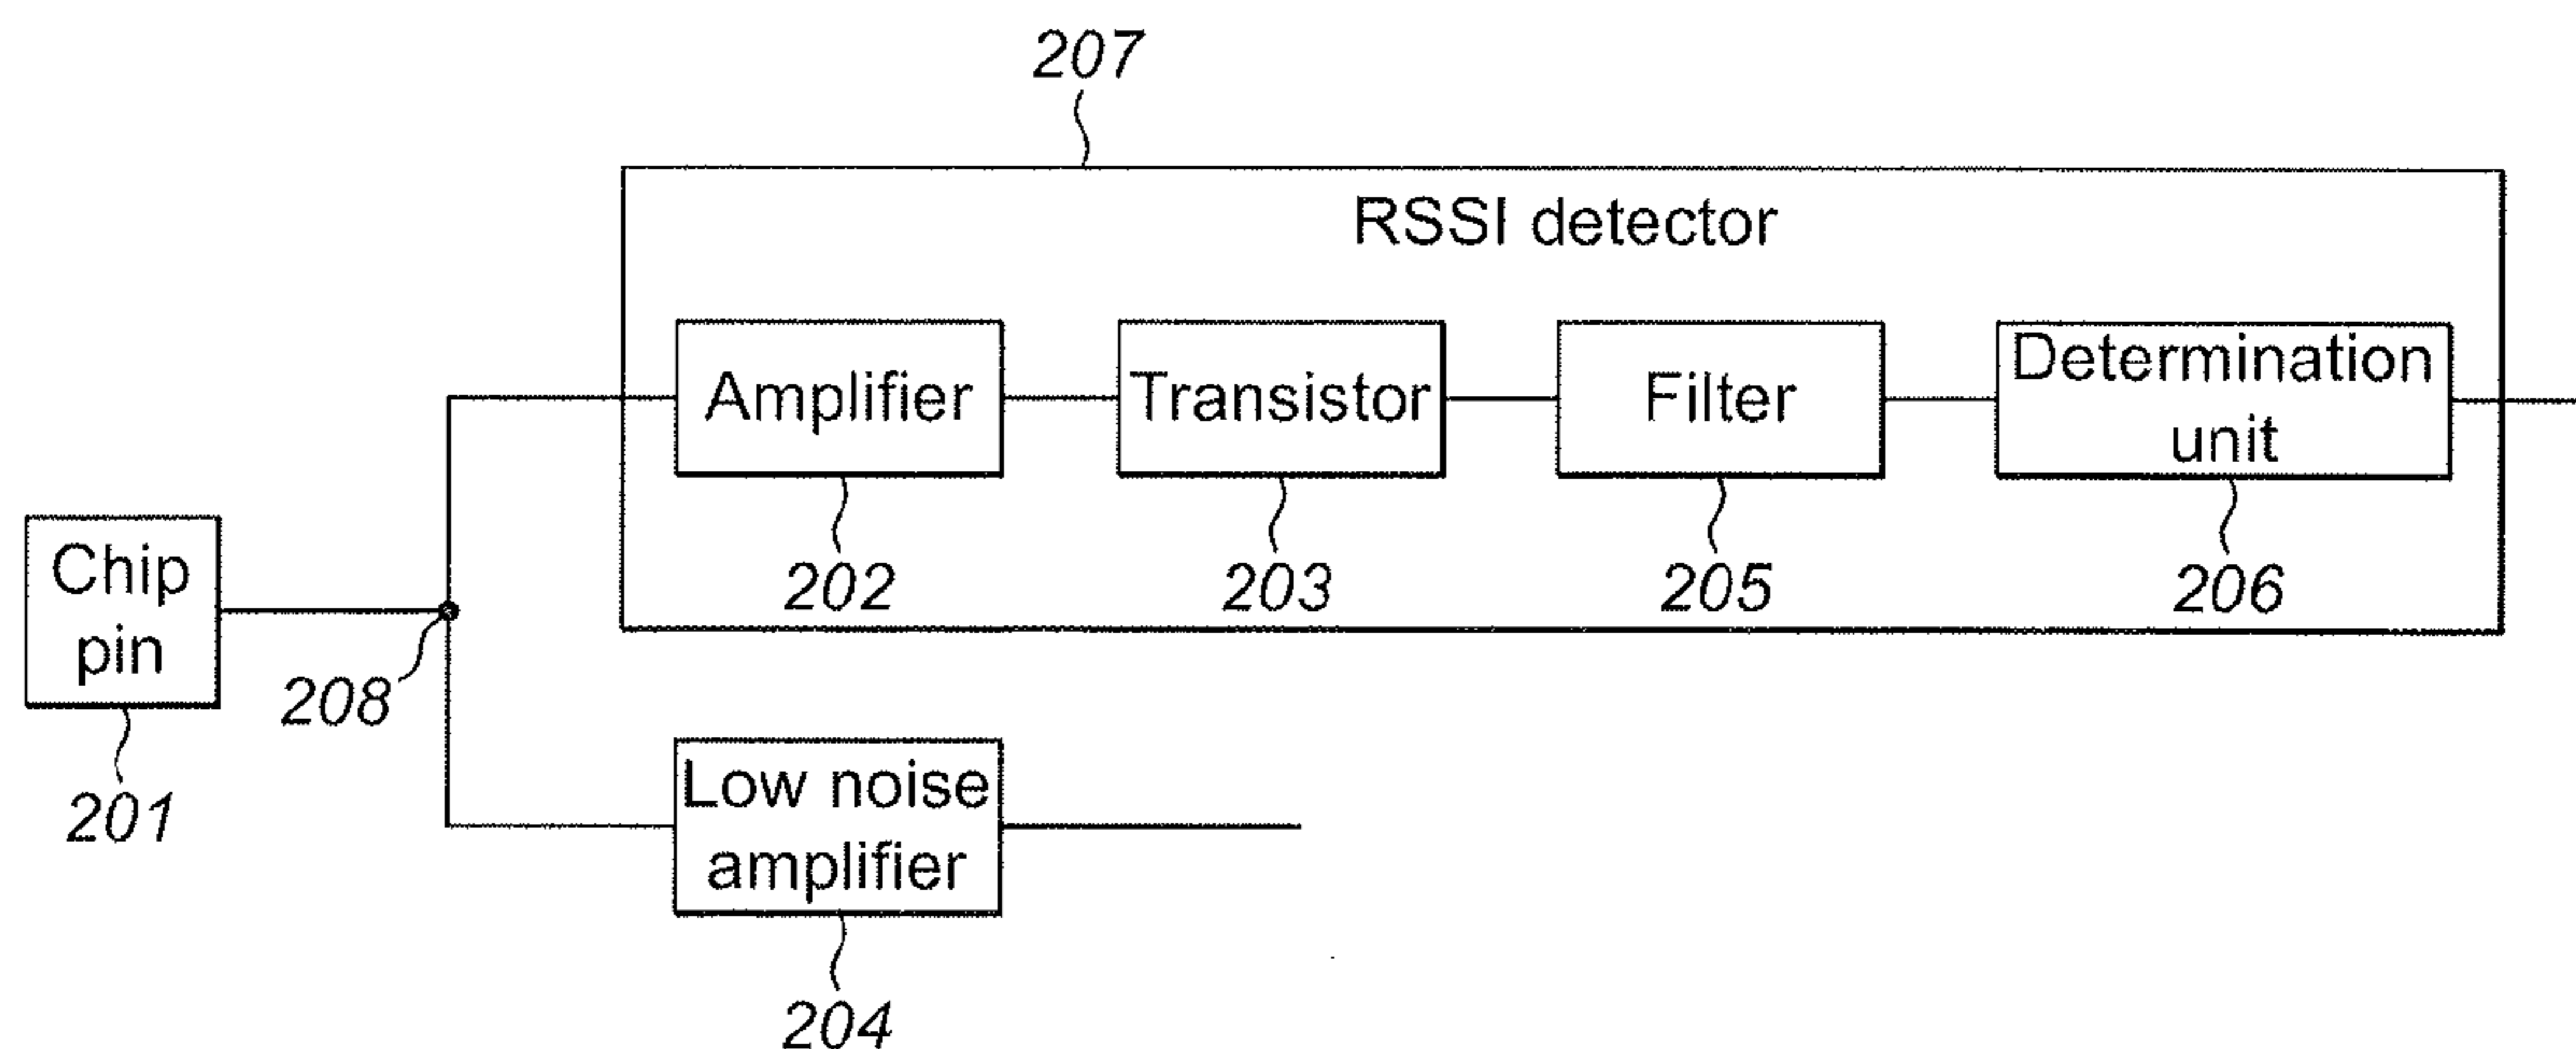 207
RSSI detector
Amplifier
Transistor
Filter
Determination
unit
202
203
205
206
Chip
pin
208
201
Low noise
amplifier
204